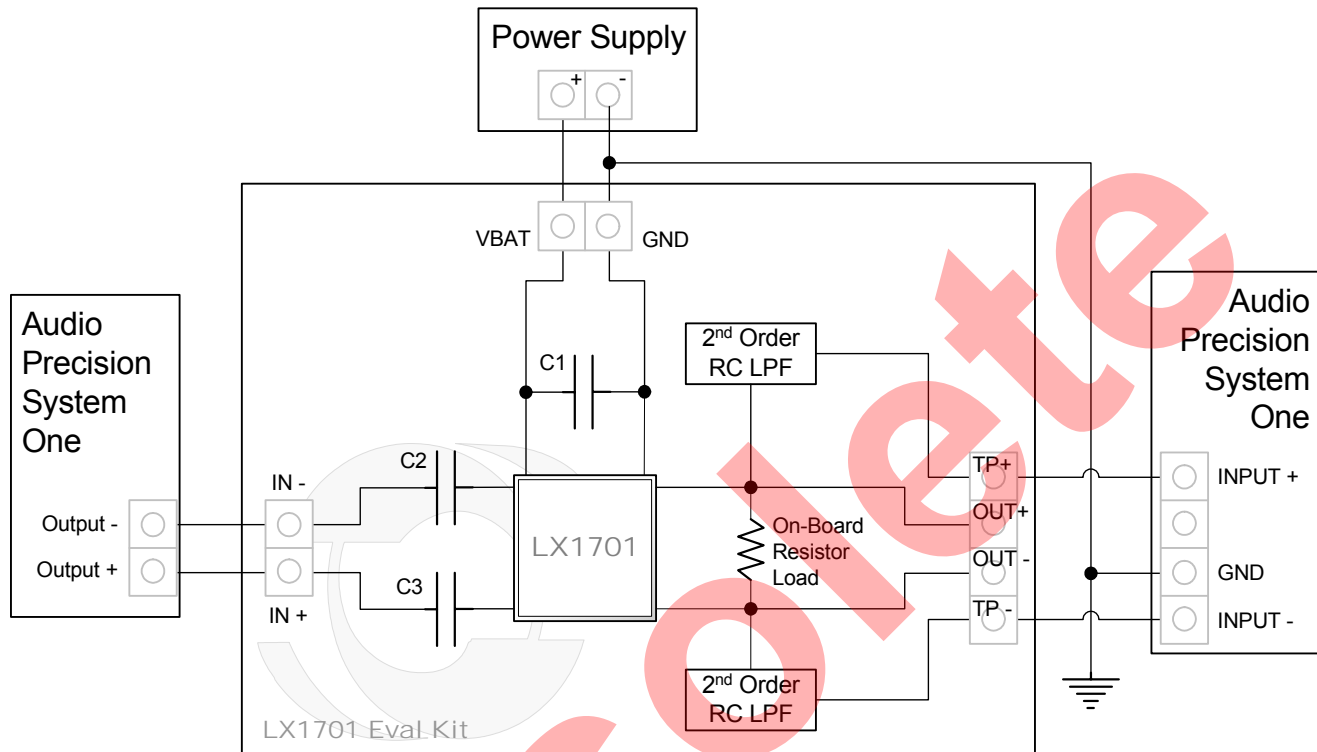 Power Supply
+
-
VBAT
GND
Audio
Precision
System
One
Output -
Output +
IN -
IN +
C1
C2
C3
LX1701
2nd Order
RC LPF
On-Board
Resistor
Load
2nd Order
RC LPF
TP+
OUT+
OUT -
TP -
Audio
Precision
System
One
INPUT +
GND
INPUT -
LX1701 Eval Kit
olete